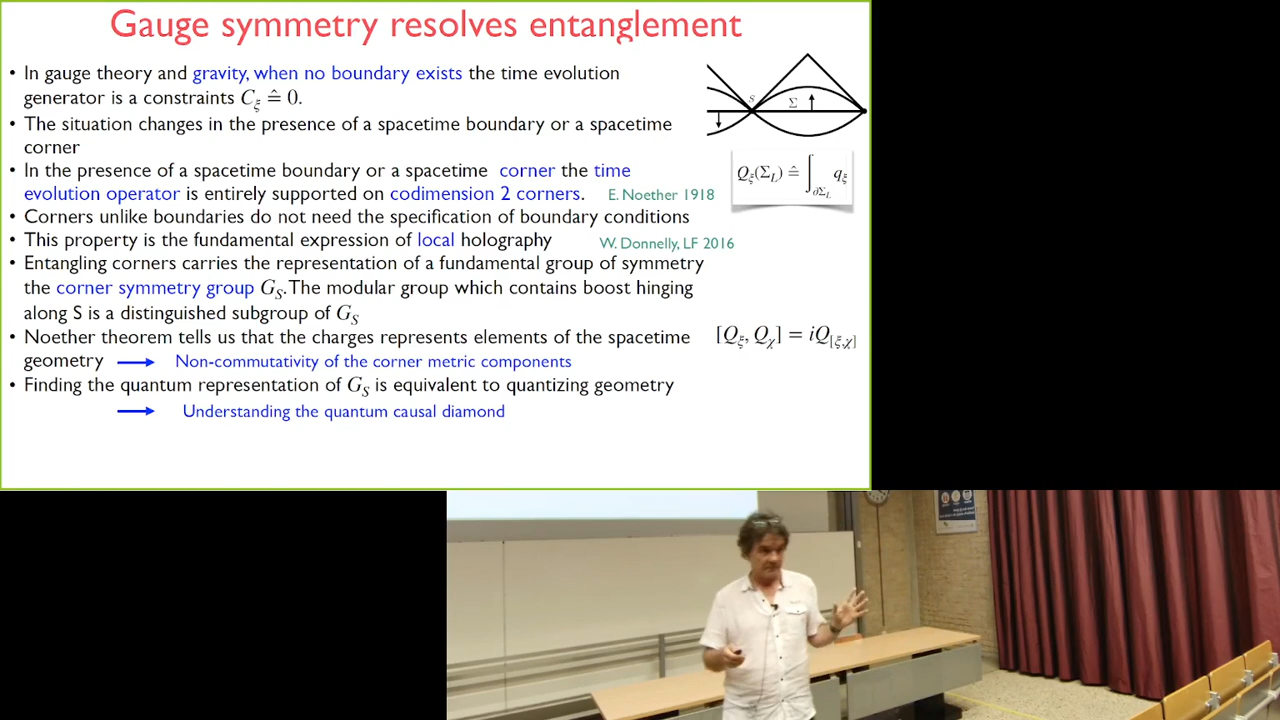 Gauge symmetry resolves entanglement
• In gauge theory and gravity, when no boundary exists the time evolution
generator is a constraints C_ξ ≙ 0.
• The situation changes in the presence of a spacetime boundary or a spacetime
corner
• In the presence of a spacetime boundary or a spacetime corner the time
evolution operator is entirely supported on codimension 2 corners. E. Noether 1918
• Corners unlike boundaries do not need the specification of boundary conditions
• This property is the fundamental expression of local holography W. Donnelly, LF 2016
• Entangling corners carries the representation of a fundamental group of symmetry
the corner symmetry group G_S. The modular group which contains boost hinging
along S is a distinguished subgroup of G_S
• Noether theorem tells us that the charges represents elements of the spacetime
geometry → Non-commutativity of the corner metric components
• Finding the quantum representation of G_S is equivalent to quantizing geometry
→ Understanding the quantum causal diamond
S Σ
Q_ξ(Σ_L) ≙ ∫_{∂Σ_L} q_ξ
[Q_ξ, Q_χ] = iQ_{[ξ,χ]}